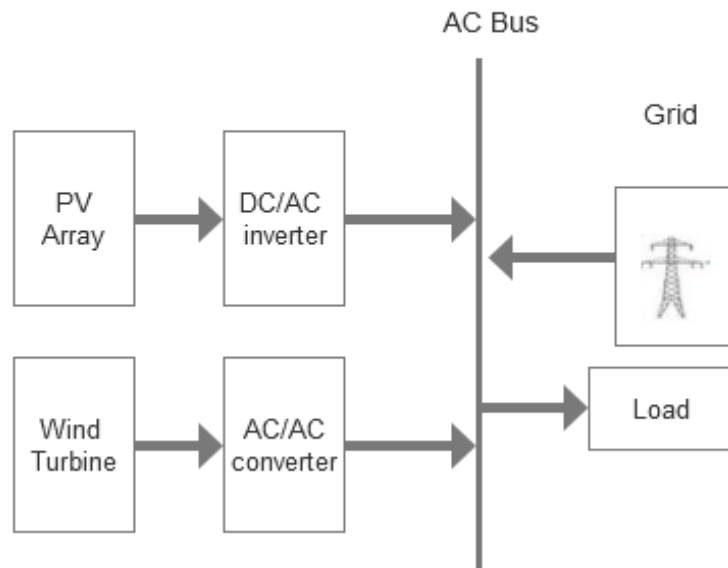 AC Bus
Grid
PV
Array
DC/AC
inverter
Wind
Turbine
AC/AC
converter
Load